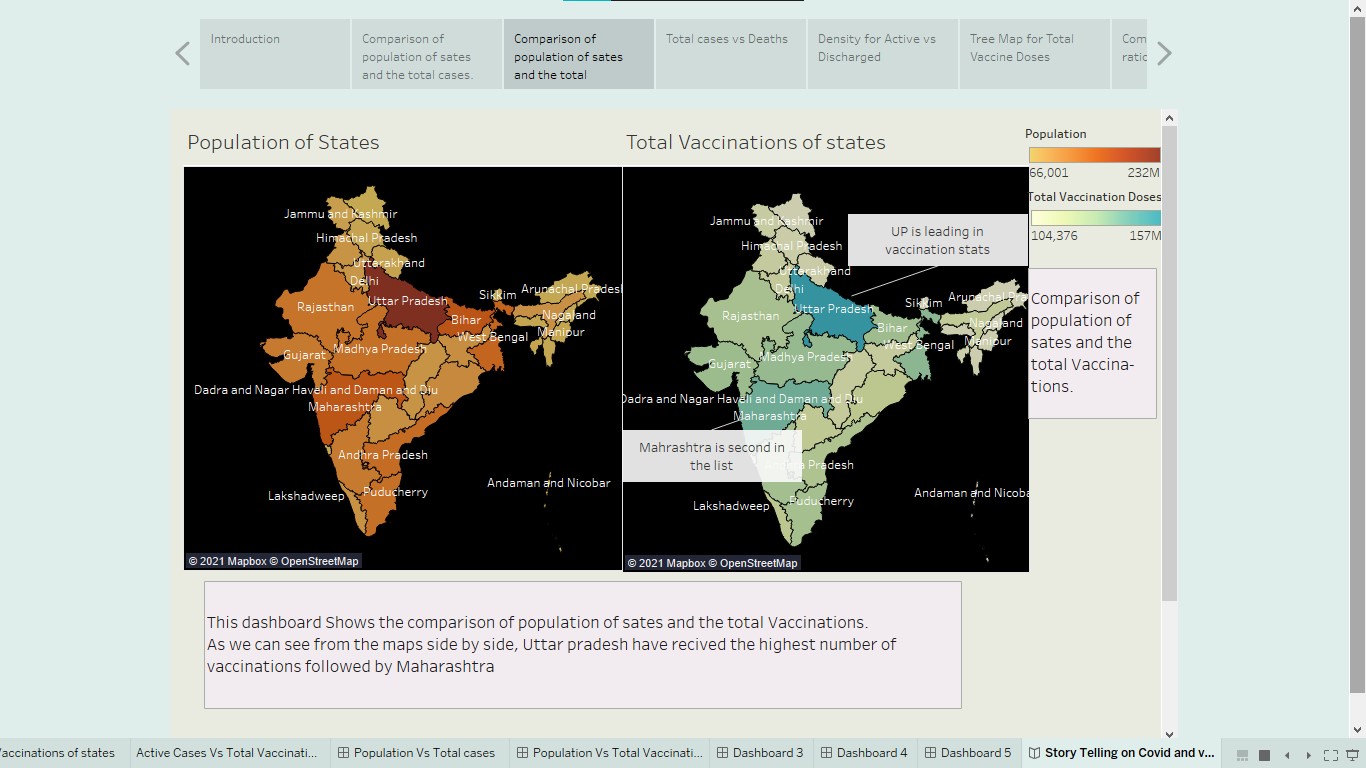 Introduction
Comparison of
population of sates
and the total cases.
Comparison of
population of sates
and the total
Total cases vs Deaths
Density for Active vs
Discharged
Tree Map for Total
Vaccine Doses
Com
ratio
Population of States
Total Vaccinations of states
Population
66,001 232M
Total Vaccination Doses
104,376 157M
Comparison of
population of
sates and the
total Vaccina-
tions.
Jammu and Kashmir
Himachal Pradesh
Uttarakhand
Delhi
Rajasthan
Uttar Pradesh
Sikkim
Arunachal Pradesh
Bihar
Nagaland
West Bengal
Manipur
Gujarat
Madhya Pradesh
Dadra and Nagar Haveli and Daman and Diu
Maharashtra
Andhra Pradesh
Lakshadweep
Puducherry
Andaman and Nicobar
© 2021 Mapbox © OpenStreetMap
Jammu and Kashmir
UP is leading in
vaccination stats
Himachal Pradesh
Uttarakhand
Delhi
Rajasthan
Uttar Pradesh
Sikkim
Arunachal Pra
Bihar
Nagaland
West Bengal
Manipur
Gujarat
Madhya Pradesh
Dadra and Nagar Haveli and Daman and Diu
Maharashtra
Mahrashtra is second in
the list
Pradesh
Lakshadweep
Puducherry
Andaman and Nicoba
© 2021 Mapbox © OpenStreetMap
This dashboard Shows the comparison of population of sates and the total Vaccinations.
As we can see from the maps side by side, Uttar pradesh have recived the highest number of
vaccinations followed by Maharashtra
accinations of states
Active Cases Vs Total Vaccinati...
Population Vs Total cases
Population Vs Total Vaccinati...
Dashboard 3
Dashboard 4
Dashboard 5
Story Telling on Covid and v...